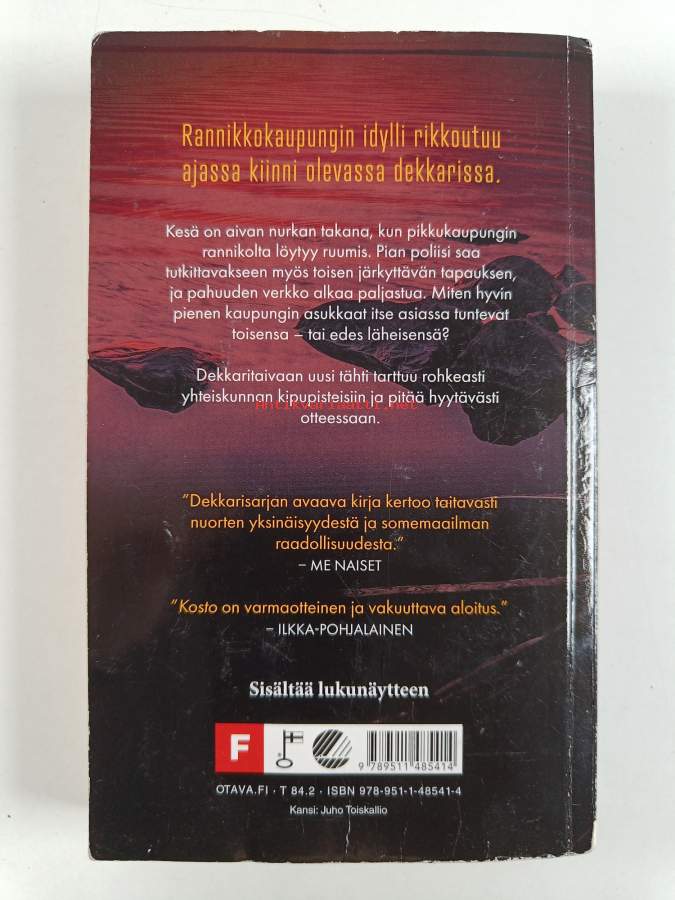 Rannikkokaupungin idylli rikkoutuu
ajassa kiinni olevassa dekkarissa.
Kesä on aivan nurkan takana, kun pikkukaupungin
rannikolta löytyy ruumis. Pian poliisi saa
tutkittavakseen myös toisen järkyttävän tapauksen,
ja pahuuden verkko alkaa paljastua. Miten hyvin
pienen kaupungin asukkaat itse asiassa tuntevat
toisensa – tai edes läheisensä?
Dekkaritaivaan uusi tähti tarttuu rohkeasti
yhteiskunnan kipupisteisiin ja pitää hyytävästi
Antikvariaatti.net
otteessaan.
”Dekkarisarjan avaava kirja kertoo taitavasti
nuorten yksinäisyydestä ja somemaailman
raadollisuudesta.”
– ME NAISET
”Kosto on varmaotteinen ja vakuuttava aloitus.”
– ILKKA-POHJALAINEN
Sisältää lukunäytteen
F
9 789511 485414
OTAVA.FI · T 84.2 · ISBN 978-951-1-48541-4
Kansi: Juho Toiskallio